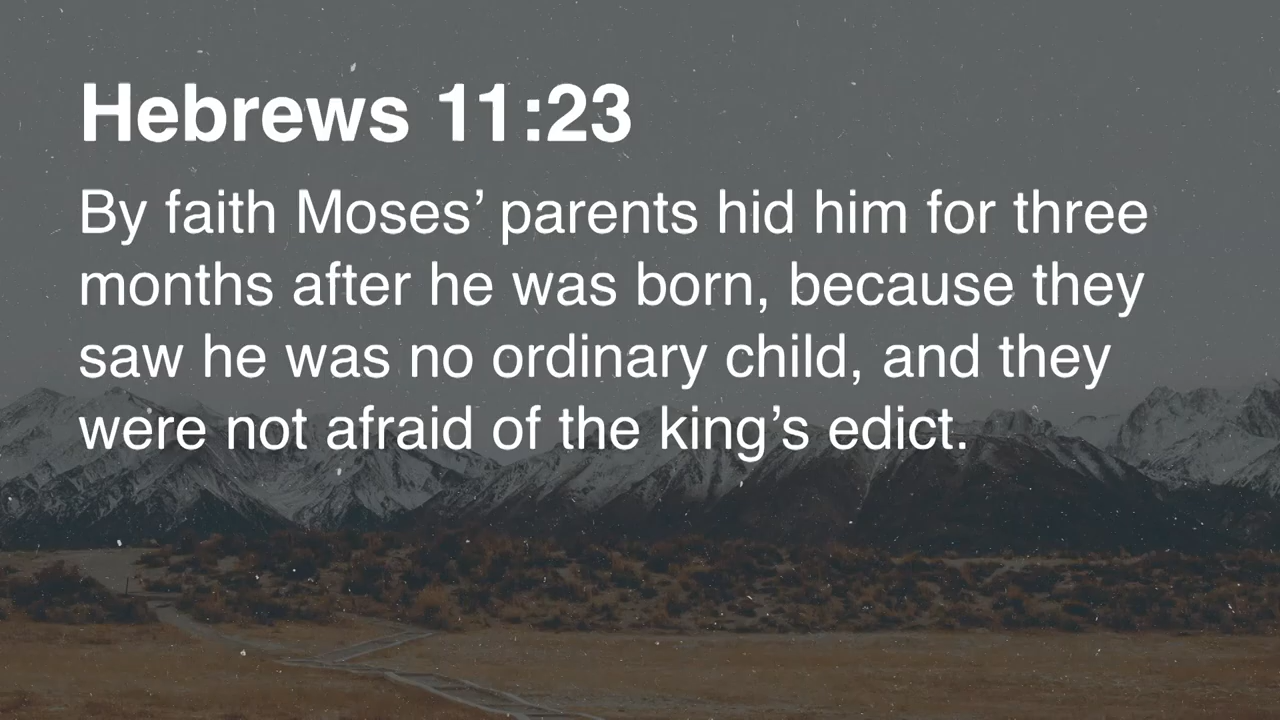 Hebrews 11:23
By faith Moses’ parents hid him for three
months after he was born, because they
saw he was no ordinary child, and they
were not afraid of the king’s edict.